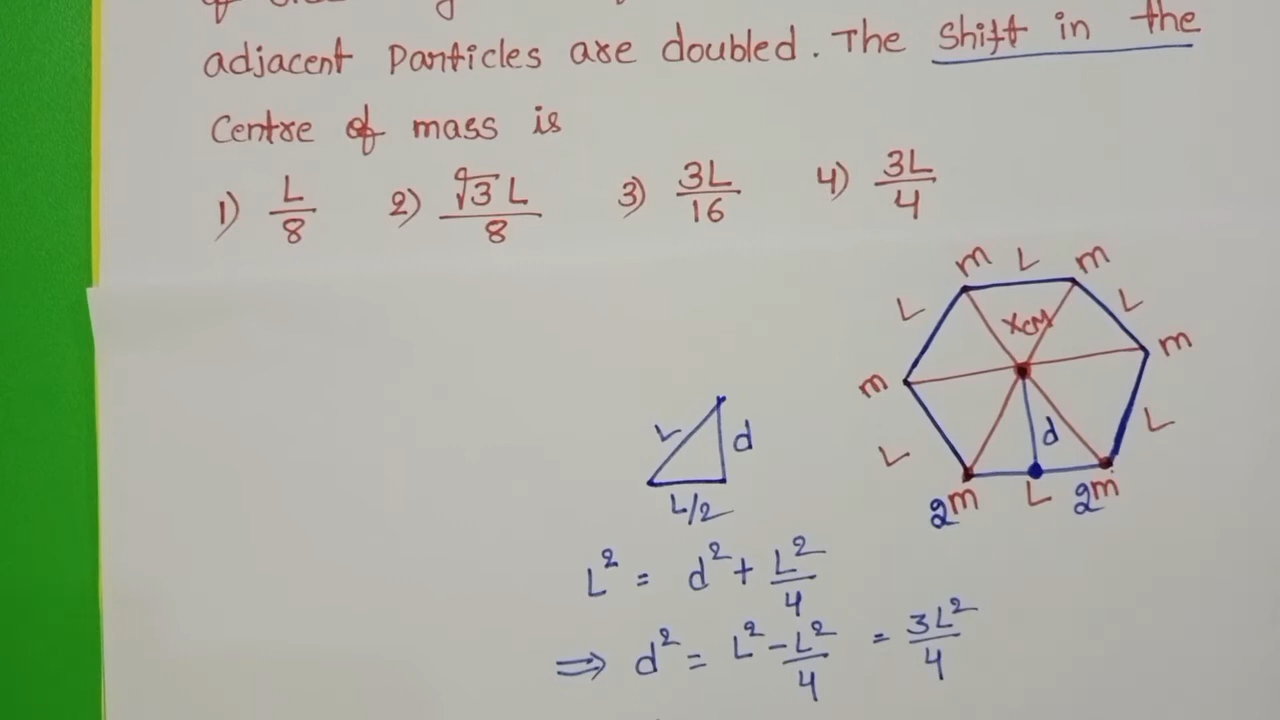 adjacent particles are doubled. The shift in the
Centre of mass is
1) L/8 2) √3 L/8 3) 3L/16 4) 3L/4
m L m
L L
XCM
m
m
d
L
L
2m L 2m
L d
L/2
L² = d² + L²/4
⇒ d² = L² - L²/4 = 3L²/4